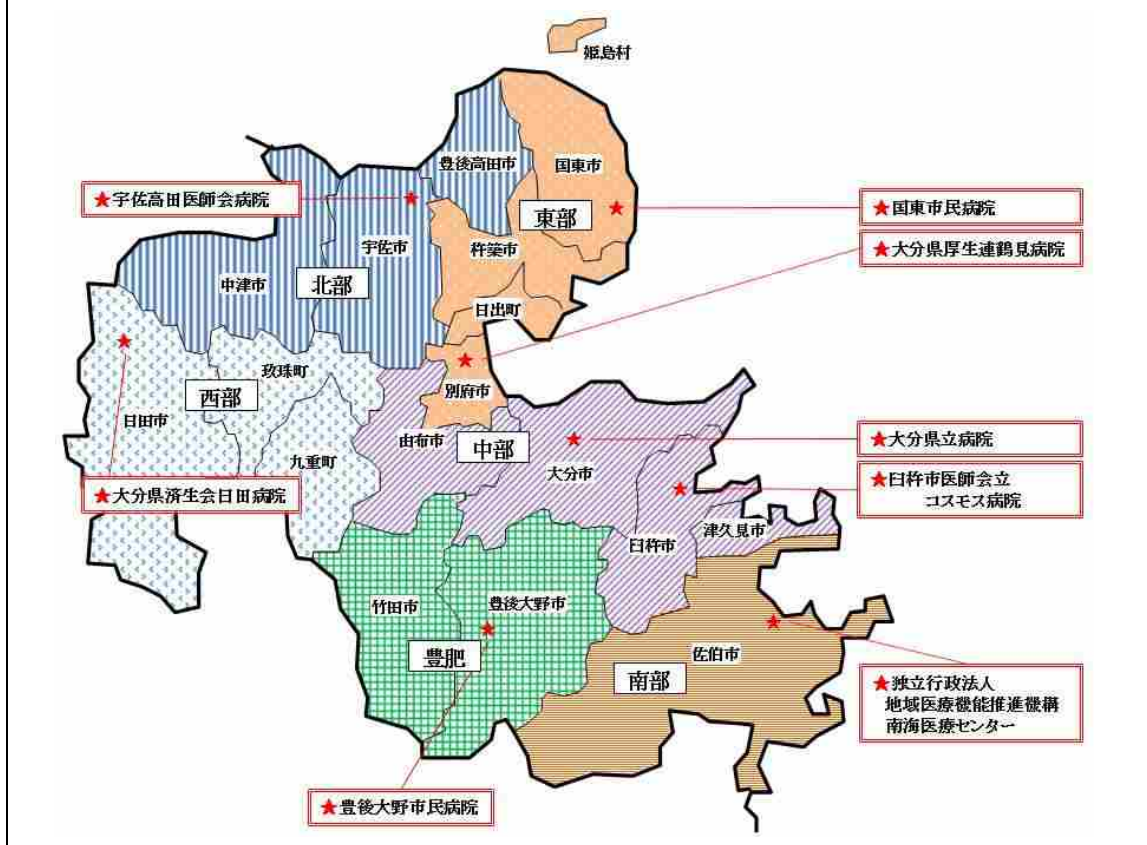 姫島村
豊後高田市
国東市
★宇佐高田医師会病院
東部
★国東市民病院
宇佐市
杵築市
★大分県厚生連鶴見病院
中津市
北部
日出町
玖珠町
別府市
西部
日田市
由布市
中部
★大分県立病院
九重町
大分市
★臼杵市医師会立
コスモス病院
★大分県済生会日田病院
津久見市
臼杵市
竹田市
豊後大野市
豊肥
佐伯市
南部
★独立行政法人
地域医療機能推進機構
南海医療センター
★豊後大野市民病院